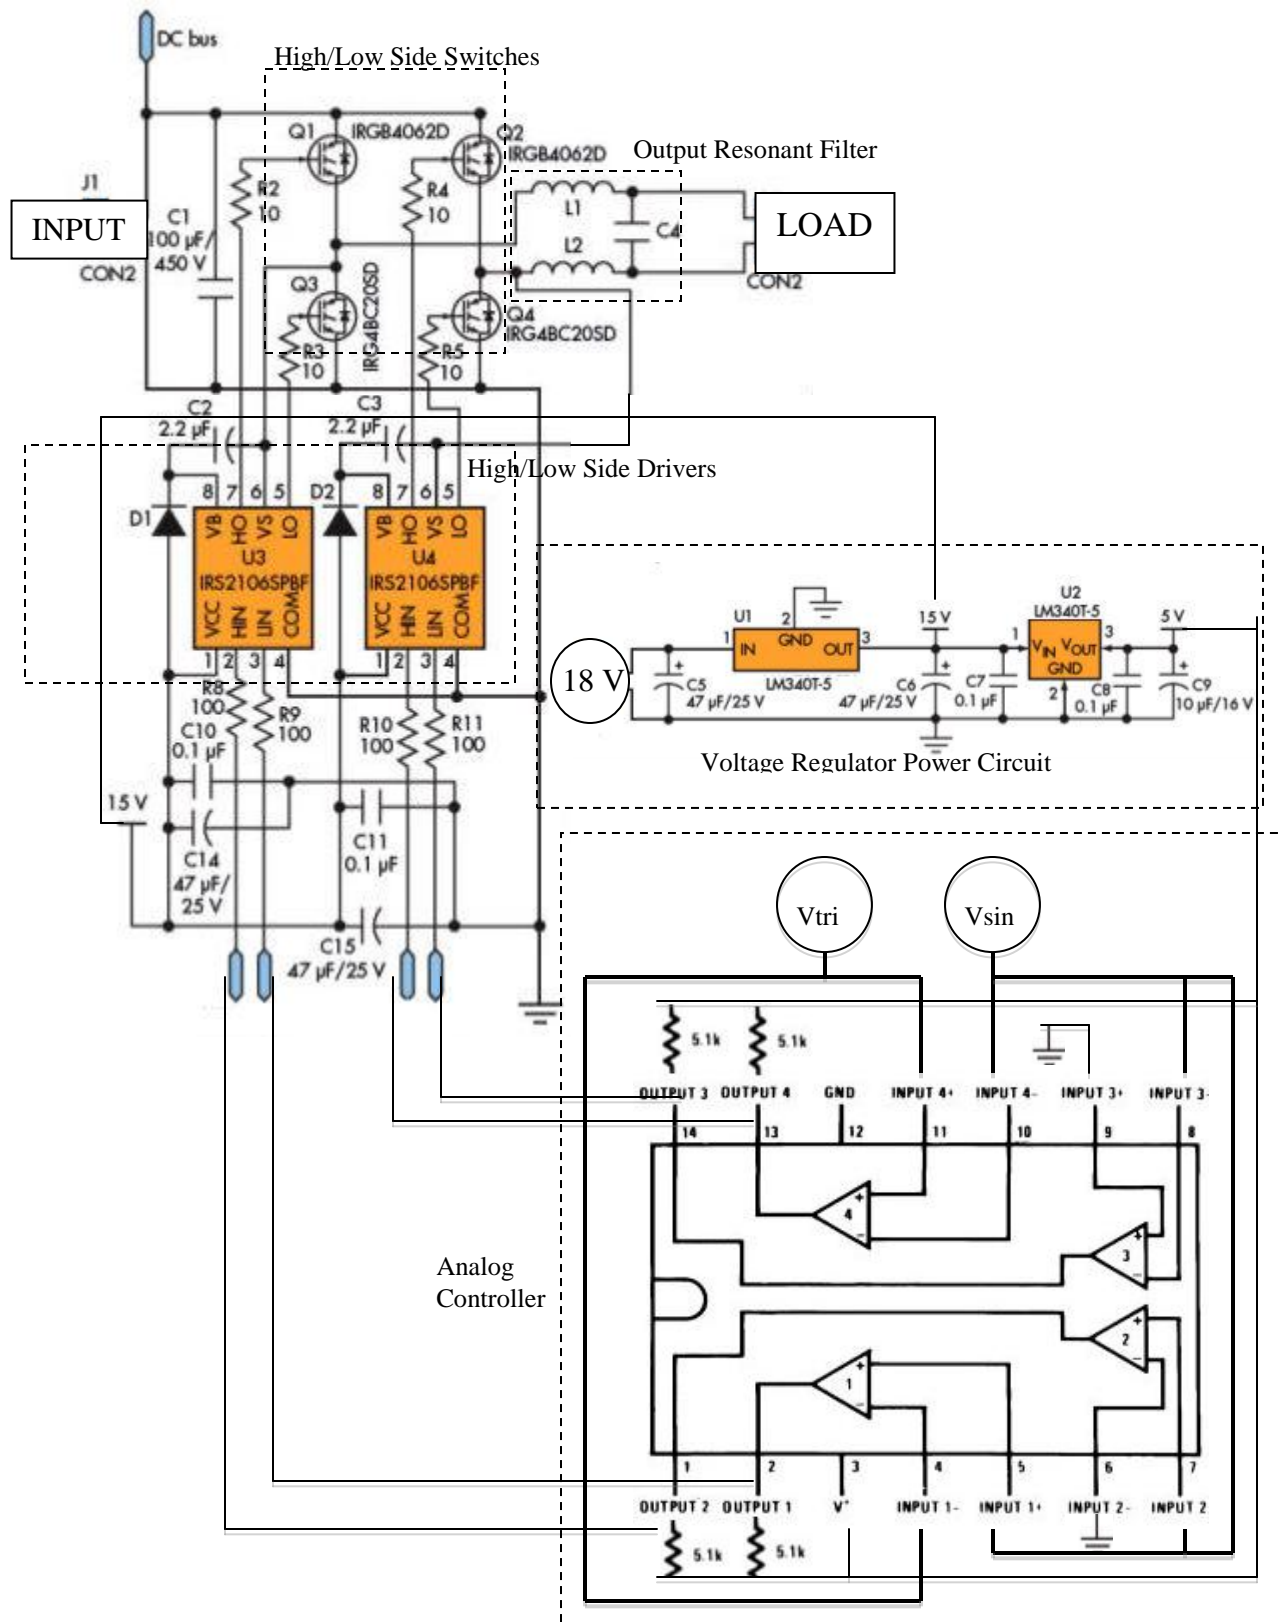 DC bus
High/Low Side Switches
Q1
IRGB4062D
Q2
IRGB4062D
Output Resonant Filter
J1
INPUT
CON2
C1
100 µF/
450 V
R2
10
R4
10
L1
L2
C4
LOAD
CON2
Q3
IRG4BC20SD
Q4
IRG4BC20SD
R3
10
R5
10
C2
2.2 µF
C3
2.2 µF
High/Low Side Drivers
D1
8 7 6 5
VB HO VS LO
U3
IRS2106SPBF
VCC HIN LIN COM
1 2 3 4
D2
8 7 6 5
VB HO VS LO
U4
IRS2106SPBF
VCC HIN LIN COM
1 2 3 4
18 V
C5
47 µF/25 V
U1
1
2
3
IN
GND
OUT
LM340T-5
15 V
C6
47 µF/25 V
C7
0.1 µF
U2
LM340T-5
1
3
VIN VOUT
GND
2
C8
0.1 µF
5 V
C9
10 µF/16 V
Voltage Regulator Power Circuit
R8
100
R9
100
R10
100
R11
100
C10
0.1 µF
15 V
C14
47 µF/
25 V
C11
0.1 µF
C15
47 µF/25 V
Vtri
Vsin
5.1k
5.1k
OUTPUT 3 OUTPUT 4 GND INPUT 4+ INPUT 4- INPUT 3+ INPUT 3-
14 13 12 11 10 9 8
+
4
-
+
3
-
Analog
Controller
+
2
-
+
1
-
1 2 3 4 5 6 7
OUTPUT 2 OUTPUT 1 V+ INPUT 1- INPUT 1+ INPUT 2- INPUT 2
5.1k
5.1k